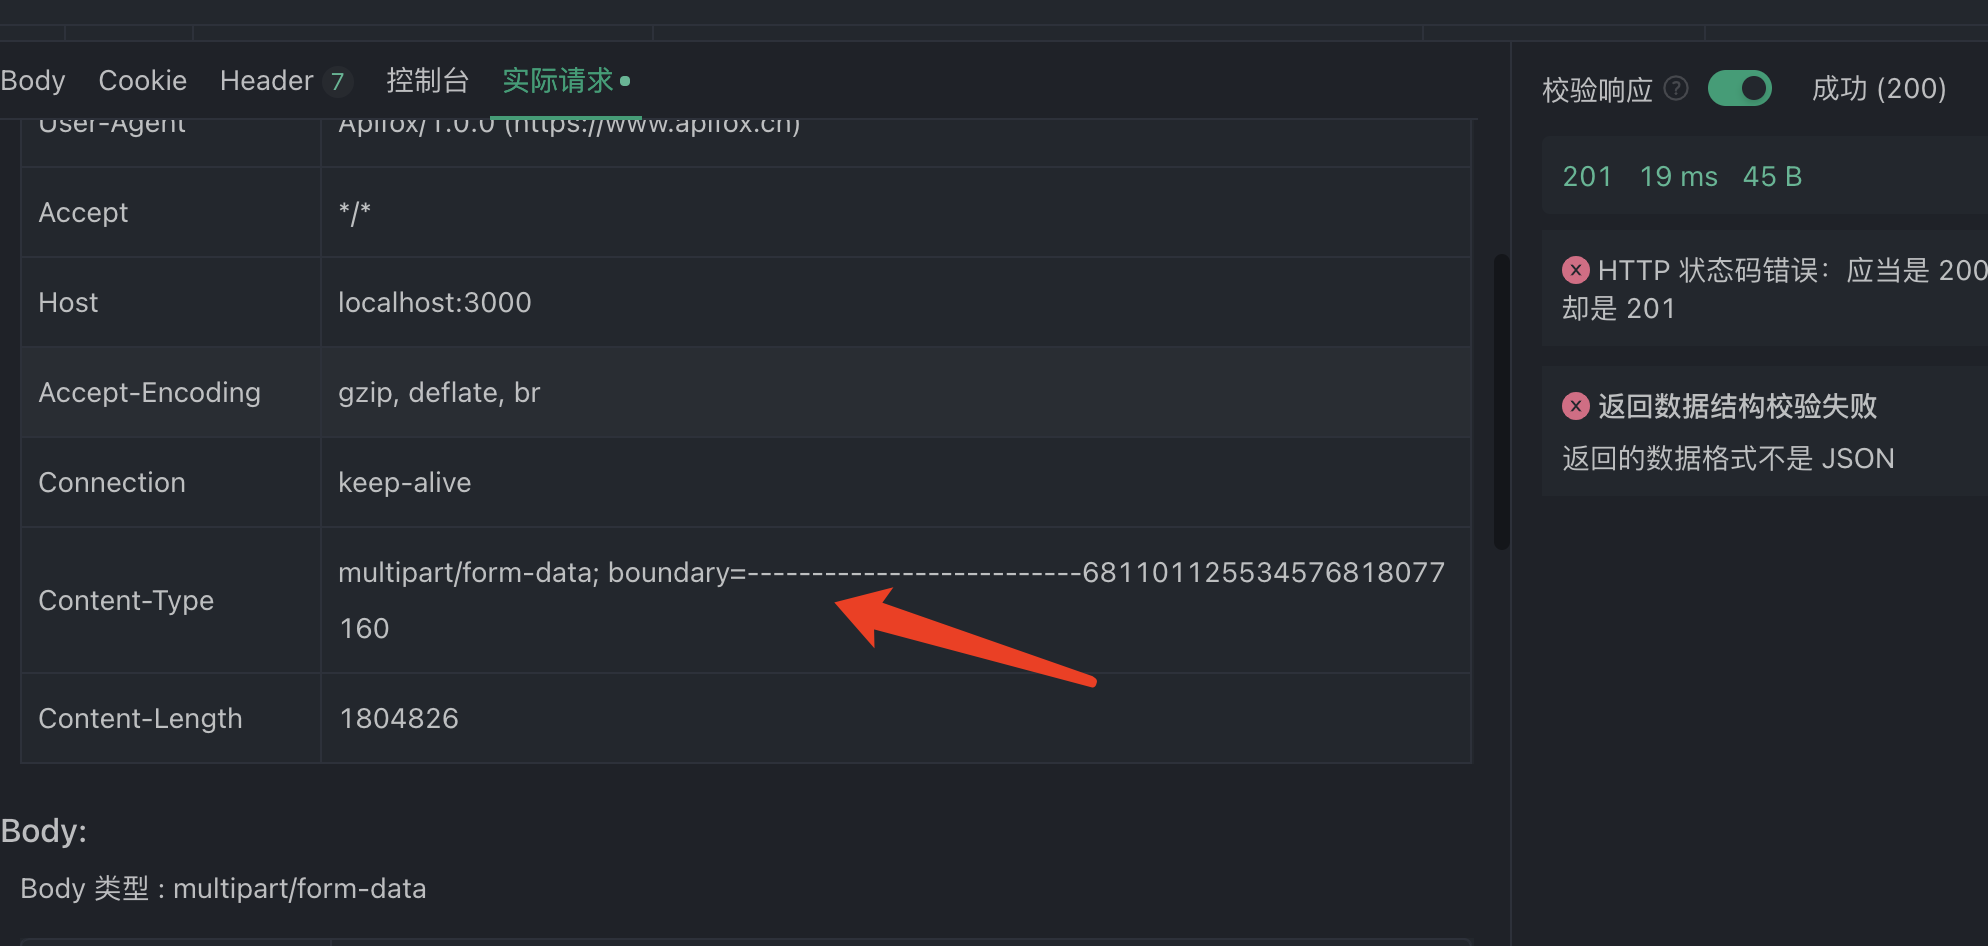 Body Cookie Header 7 控制台 实际请求
User-Agent Apifox/1.0.0 (https://www.apifox.cn)
Accept */*
Host localhost:3000
Accept-Encoding gzip, deflate, br
Connection keep-alive
Content-Type multipart/form-data; boundary=--------------------------681101125534576818077
160
Content-Length 1804826
Body:
Body 类型 : multipart/form-data
校验响应 ? 成功 (200)
201 19 ms 45 B
HTTP 状态码错误：应当是 200
却是 201
返回数据结构校验失败
返回的数据格式不是 JSON